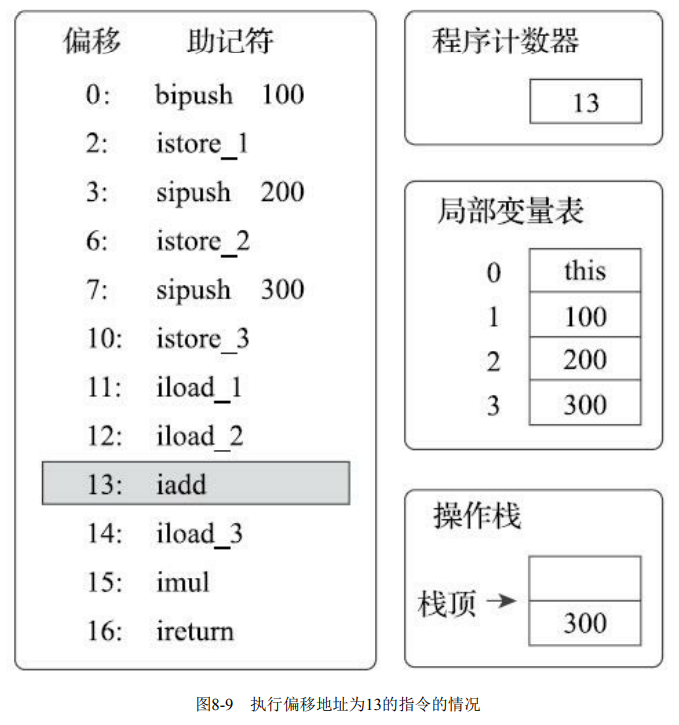 偏移 助记符
0: bipush 100
2: istore_1
3: sipush 200
6: istore_2
7: sipush 300
10: istore_3
11: iload_1
12: iload_2
13: iadd
14: iload_3
15: imul
16: ireturn
程序计数器
13
局部变量表
0 this
1 100
2 200
3 300
操作栈
栈顶
300
图8-9 执行偏移地址为13的指令的情况